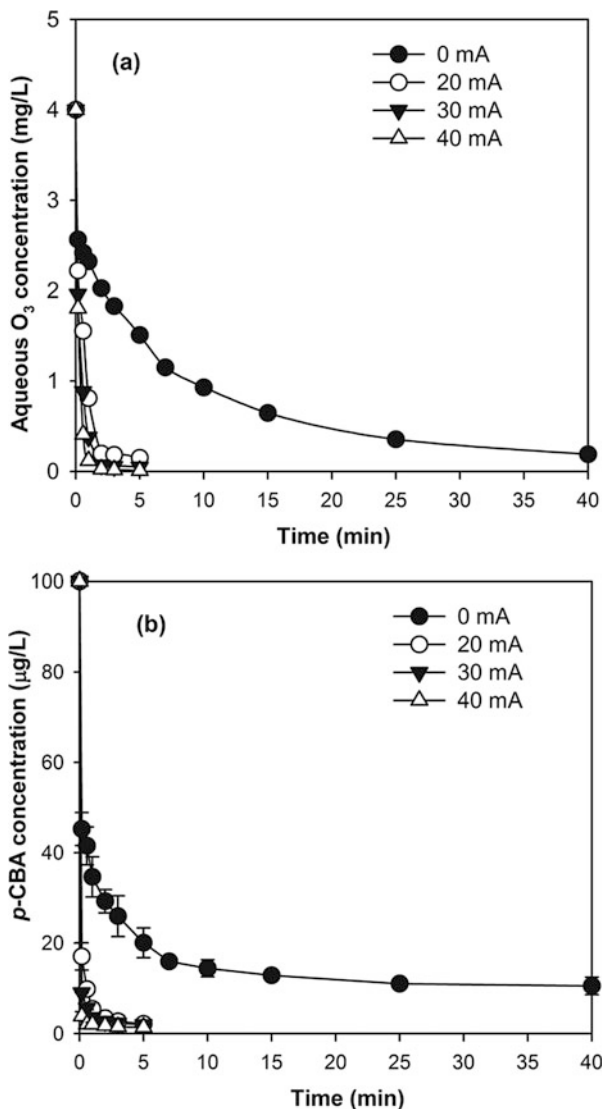 (a)
0 mA
20 mA
30 mA
40 mA
Aqueous O₃ concentration (mg/L)
5
4
3
2
1
0
0 5 10 15 20 25 30 35 40
Time (min)
(b)
0 mA
20 mA
30 mA
40 mA
p-CBA concentration (µg/L)
100
80
60
40
20
0
0 5 10 15 20 25 30 35 40
Time (min)